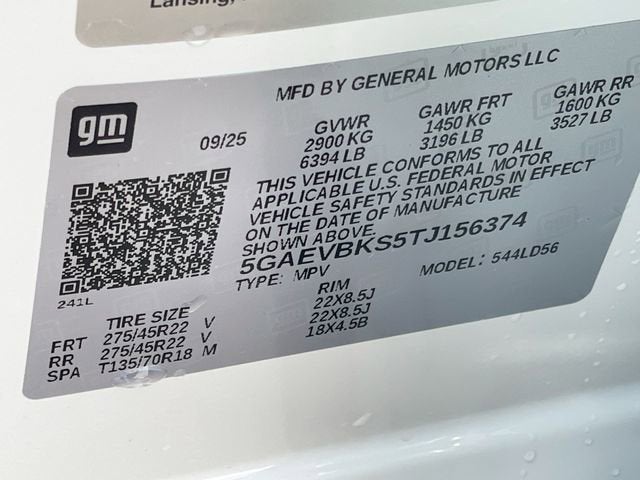 Lansing,
MFD BY GENERAL MOTORS LLC
gm
09/25
GVWR GAWR FRT GAWR RR
2900 KG 1450 KG 1600 KG
6394 LB 3196 LB 3527 LB
THIS VEHICLE CONFORMS TO ALL
APPLICABLE U.S. FEDERAL MOTOR
VEHICLE SAFETY STANDARDS IN EFFECT
ON THE DATE OF MANUFACTURE
SHOWN ABOVE.
5GAEVBKS5TJ156374
TYPE: MPV MODEL: 544LD56
241L
TIRE SIZE RIM
FRT 275/45R22 V 22X8.5J
RR 275/45R22 V 22X8.5J
SPA T135/70R18 M 18X4.5B